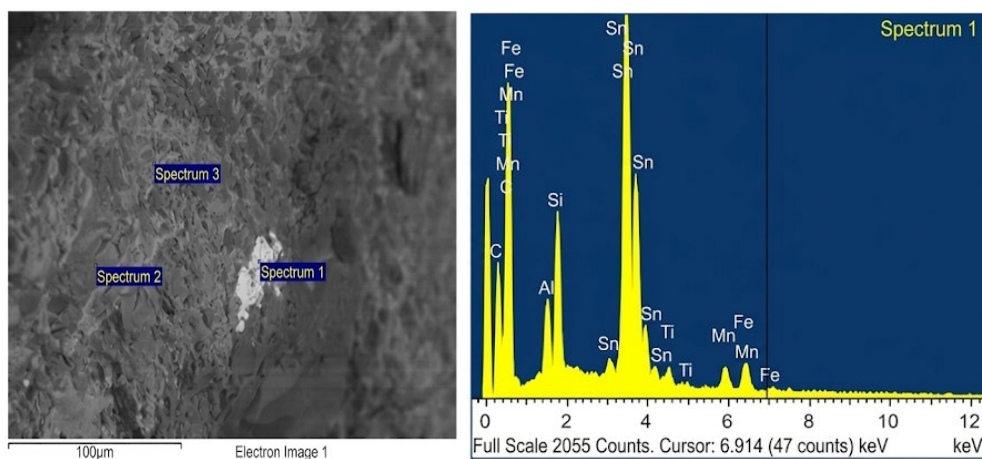 Spectrum 3
Spectrum 2
Spectrum 1
100µm
Electron Image 1
Spectrum 1
Fe
Fe
Mn
Ti
T
Mn
C
C
Al
Si
Sn
Sn
Sn
Sn
Sn
Sn
Sn
Ti
Ti
Mn
Fe
Mn
Fe
0 2 4 6 8 10 12
Full Scale 2055 Counts. Cursor: 6.914 (47 counts) keV keV